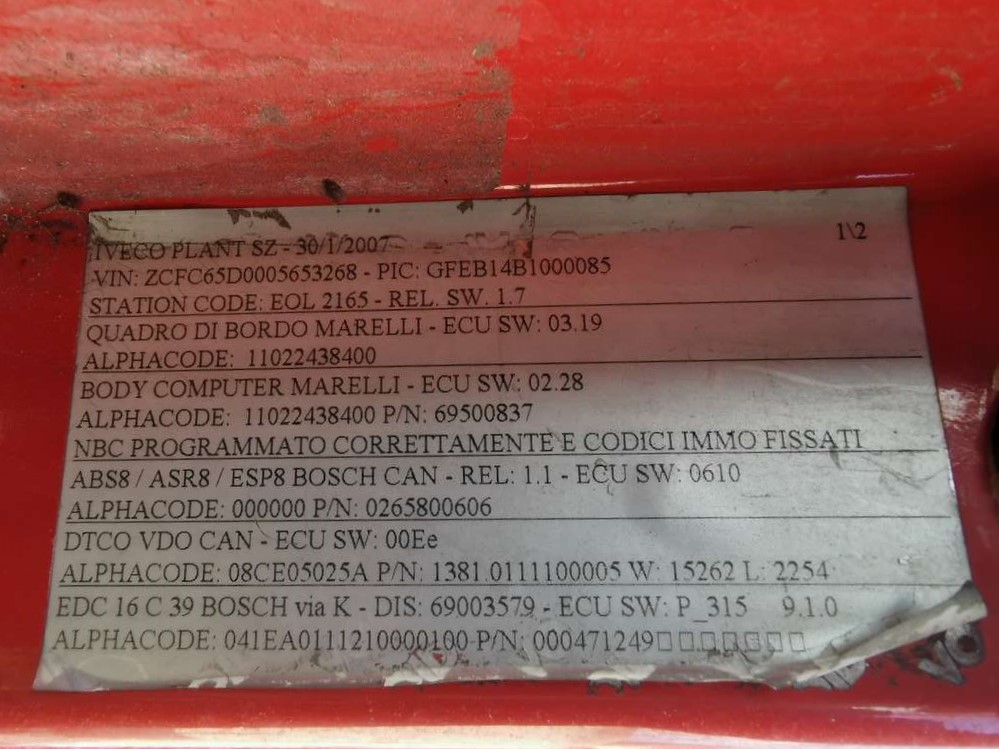 1\2
IVECO PLANT SZ - 30/1/2007
VIN: ZCFC65D0005653268 - PIC: GFEB14B1000085
STATION CODE: EOL 2165 - REL. SW. 1.7
QUADRO DI BORDO MARELLI - ECU SW: 03.19
ALPHACODE: 11022438400
BODY COMPUTER MARELLI - ECU SW: 02.28
ALPHACODE: 11022438400 P/N: 69500837
NBC PROGRAMMATO CORRETTAMENTE E CODICI IMMO FISSATI
ABS8 / ASR8 / ESP8 BOSCH CAN - REL: 1.1 - ECU SW: 0610
ALPHACODE: 000000 P/N: 0265800606
DTCO VDO CAN - ECU SW: 00Ee
ALPHACODE: 08CE05025A P/N: 1381.0111100005 W: 15262 L: 2254
EDC 16 C 39 BOSCH via K - DIS: 69003579 - ECU SW: P_315 9.1.0
ALPHACODE: 041EA0111210000100 P/N: 000471249□□□□□□□